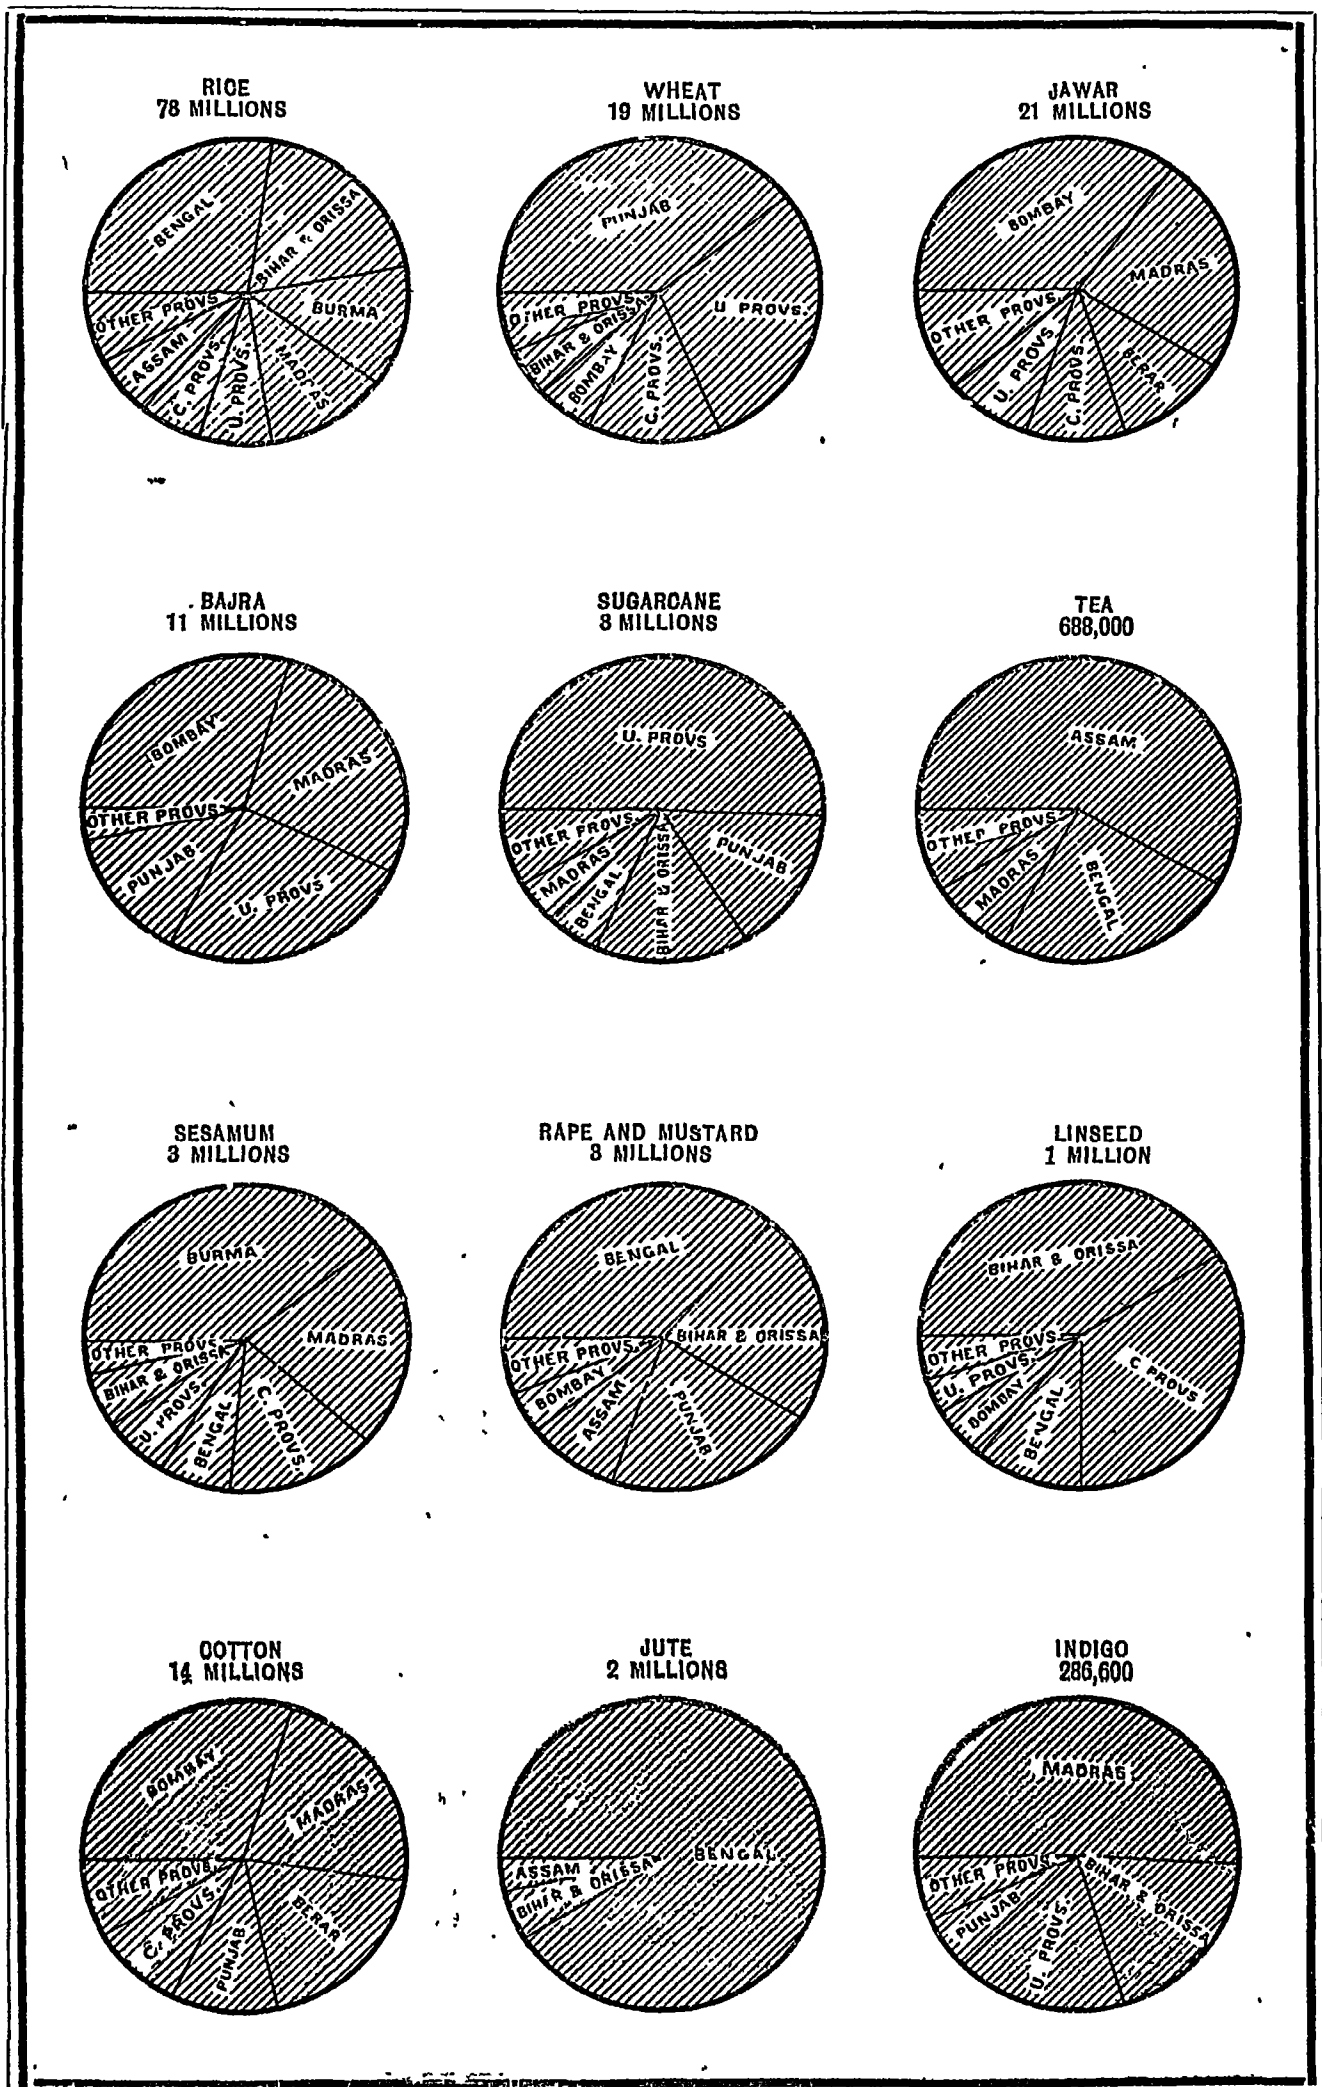 RICE
78 MILLIONS
BENGAL
BIHAR & ORISSA
BURMA
MADRAS
U. PROVS.
C. PROVS.
ASSAM
OTHER PROVS
WHEAT
19 MILLIONS
PUNJAB
U PROVS.
C. PROVS.
BOMBAY
BIHAR & ORISSA
OTHER PROVS.
JAWAR
21 MILLIONS
BOMBAY
MADRAS
BERAR
C. PROVS.
U. PROVS.
OTHER PROVS.
BAJRA
11 MILLIONS
BOMBAY
MADRAS
U. PROVS
PUNJAB
OTHER PROVS
SUGARCANE
3 MILLIONS
U. PROVS
PUNJAB
BIHAR & ORISSA
BENGAL
MADRAS
OTHER PROVS.
TEA
688,000
ASSAM
BENGAL
MADRAS
OTHER PROVS
SESAMUM
3 MILLIONS
BURMA
MADRAS
C. PROVS.
BENGAL
U. PROVS.
BIHAR & ORISSA
OTHER PROVS
RAPE AND MUSTARD
3 MILLIONS
BENGAL
BIHAR & ORISSA
PUNJAB
ASSAM
BOMBAY
OTHER PROVS.
LINSEED
1 MILLION
BIHAR & ORISSA
C PROVS
BENGAL
BOMBAY
U. PROVS.
OTHER PROVS.
COTTON
14 MILLIONS
BOMBAY
MADRAS
BERAR
PUNJAB
C. PROVS.
OTHER PROVS.
JUTE
2 MILLIONS
BENGAL
BIHAR & ORISSA
ASSAM
INDIGO
286,600
MADRAS
BIHAR & ORISSA
U. PROVS.
PUNJAB
OTHER PROVS